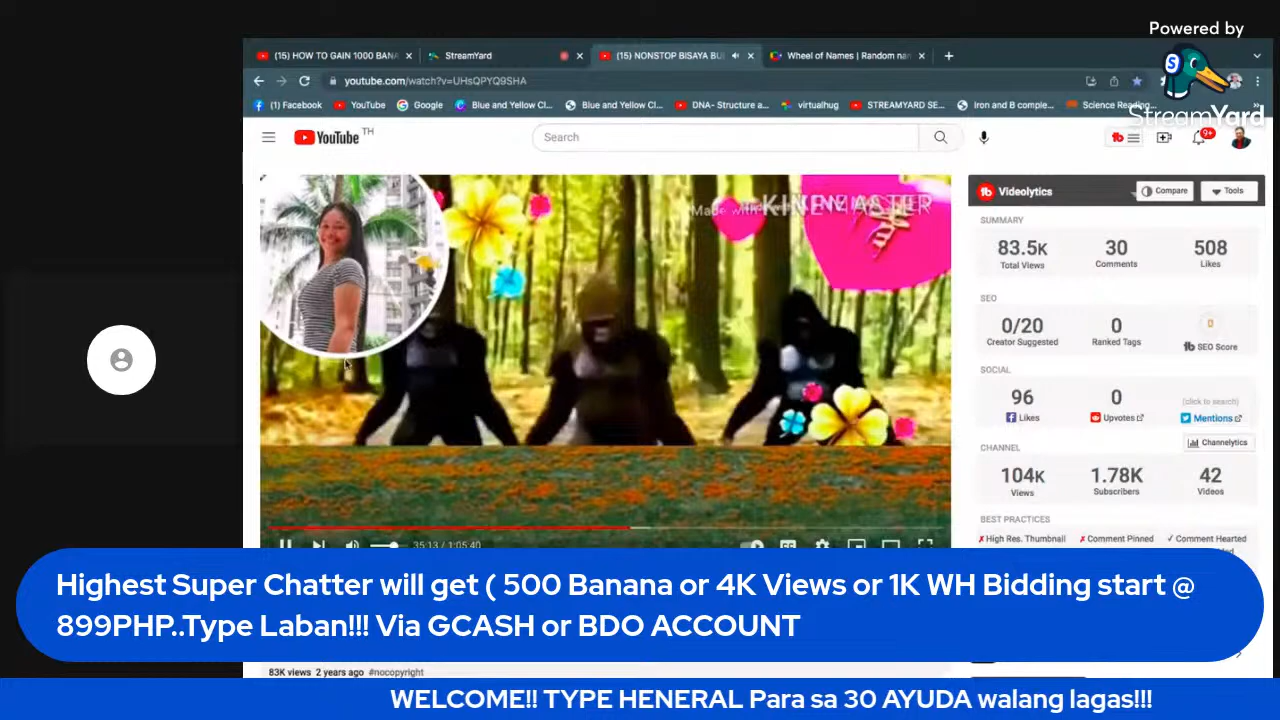 Powered by
StreamYard
(15) HOW TO GAIN 1000 BANA
StreamYard
(15) NONSTOP BISAYA BU
Wheel of Names | Random nan
youtube.com/watch?v=UHsQPYQ9SHA
(1) Facebook
YouTube
Google
Blue and Yellow Cl...
Blue and Yellow Cl...
DNA- Structure a...
virtualhug
STREAMYARD SE...
Iron and B comple...
Science Reading...
YouTube TH
Search
9+
Made with KINEMASTER
Videolytics
Compare
Tools
SUMMARY
83.5K 30 508
Total Views Comments Likes
SEO
0/20 0 0
Creator Suggested Ranked Tags tb SEO Score
SOCIAL
96 0 (click to search)
Likes Upvotes Mentions
CHANNEL
Channelytics
104K 1.78K 42
Views Subscribers Videos
BEST PRACTICES
✗ High Res. Thumbnail ✗ Comment Pinned ✓ Comment Hearted
35:13 / 1:05:40
Highest Super Chatter will get ( 500 Banana or 4K Views or 1K WH Bidding start @
899PHP..Type Laban!!! Via GCASH or BDO ACCOUNT
83K views 2 years ago #nocopyright
WELCOME!! TYPE HENERAL Para sa 30 AYUDA walang lagas!!!